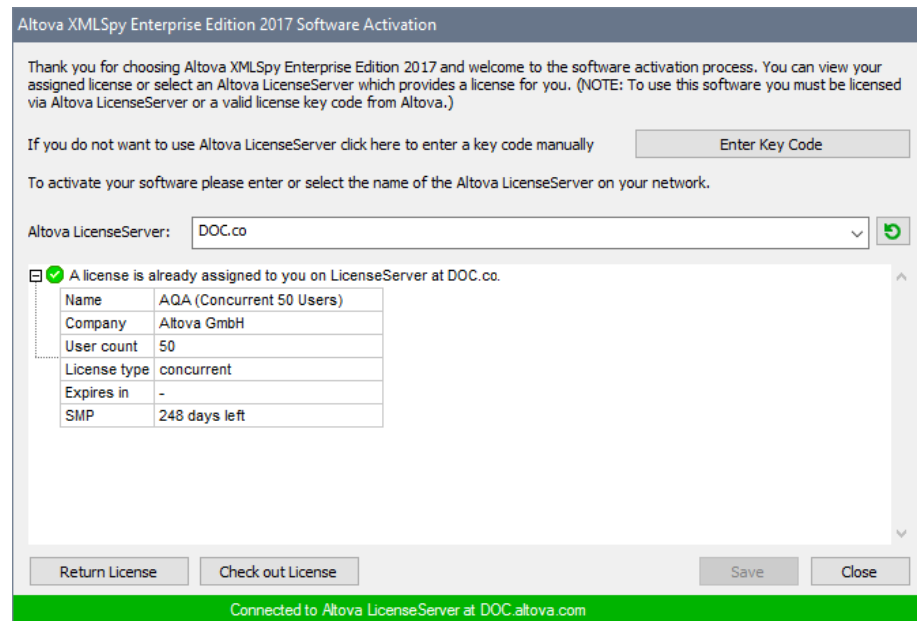 Altova XMLSpy Enterprise Edition 2017 Software Activation
Thank you for choosing Altova XMLSpy Enterprise Edition 2017 and welcome to the software activation process. You can view your
assigned license or select an Altova LicenseServer which provides a license for you. (NOTE: To use this software you must be licensed
via Altova LicenseServer or a valid license key code from Altova.)
If you do not want to use Altova LicenseServer click here to enter a key code manually Enter Key Code
To activate your software please enter or select the name of the Altova LicenseServer on your network.
Altova LicenseServer: DOC.co
A license is already assigned to you on LicenseServer at DOC.co.
Name AQA (Concurrent 50 Users)
Company Altova GmbH
User count 50
License type concurrent
Expires in -
SMP 248 days left
Return License Check out License Save Close
Connected to Altova LicenseServer at DOC.altova.com